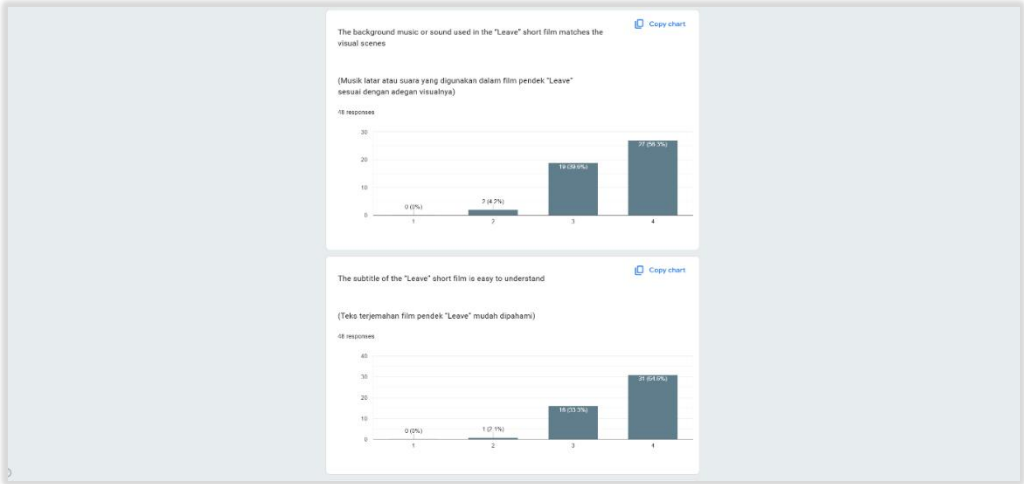 Copy chart
The background music or sound used in the "Leave" short film matches the
visual scenes
(Musik latar atau suara yang digunakan dalam film pendek "Leave"
sesuai dengan adegan visualnya)
48 responses
30
20
10
0
0 (0%)
2 (4.2%)
19 (39.6%)
27 (56.3%)
1
2
3
4
Copy chart
The subtitle of the "Leave" short film is easy to understand
(Teks terjemahan film pendek "Leave" mudah dipahami)
48 responses
40
30
20
10
0
0 (0%)
1 (2.1%)
16 (33.3%)
31 (64.6%)
1
2
3
4